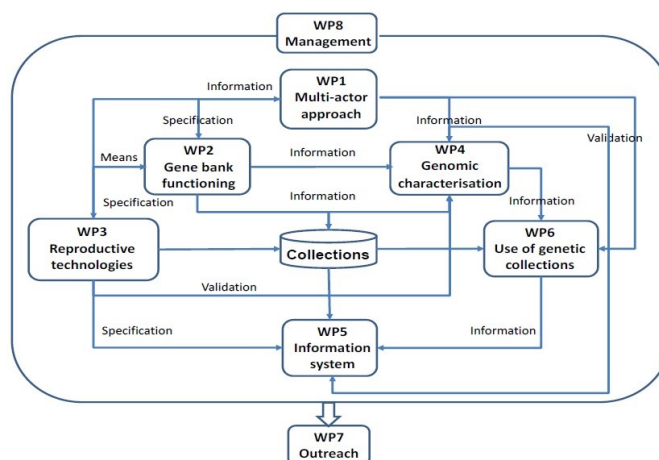 WP8
Management
Information
WP1
Multi-actor
approach
Specification
Information
Validation
WP2
Gene bank
functioning
Means
Information
WP4
Genomic
characterisation
Specification
Information
Information
WP3
Reproductive
technologies
Collections
WP6
Use of genetic
collections
Validation
Specification
WP5
Information
system
Information
WP7
Outreach